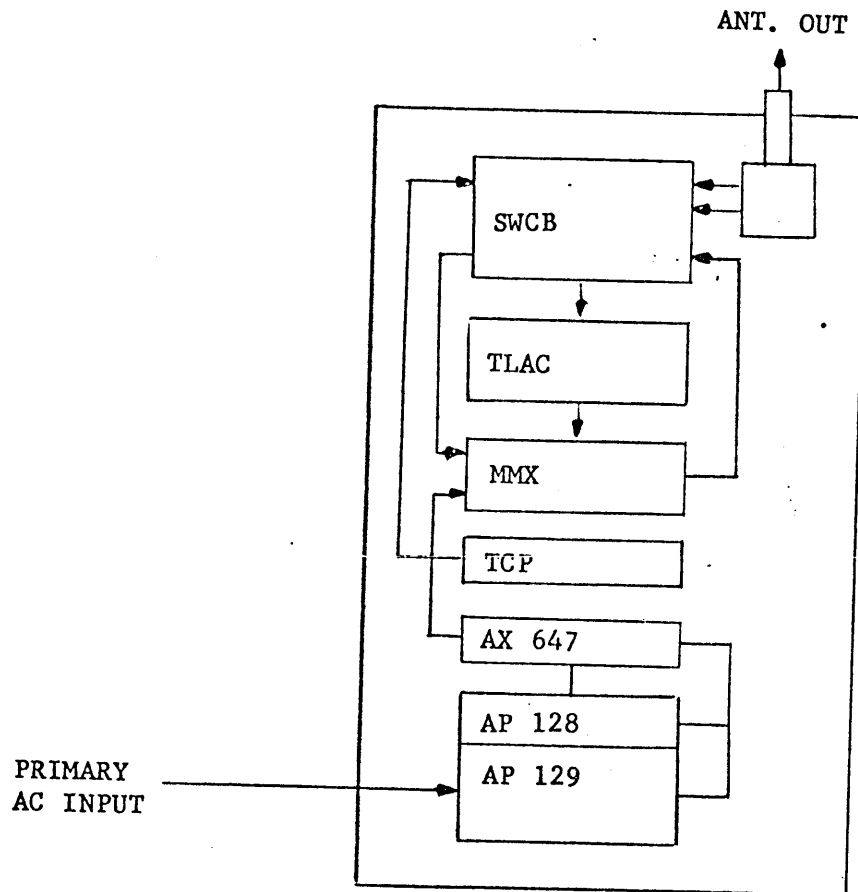 ANT. OUT
SWCB
TLAC
MMX
TCP
AX 647
AP 128
AP 129
PRIMARY
AC INPUT